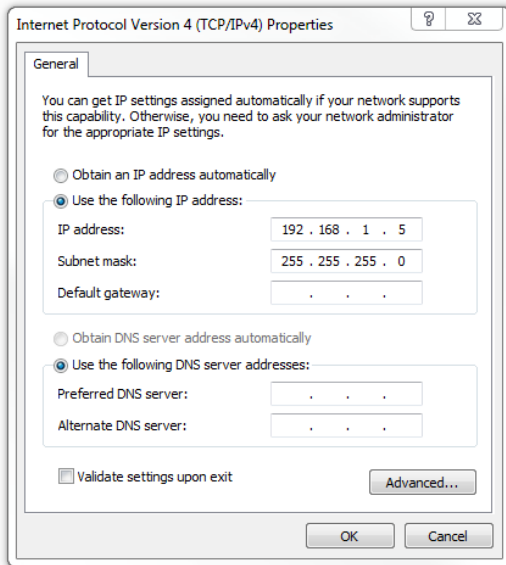 Internet Protocol Version 4 (TCP/IPv4) Properties
General
You can get IP settings assigned automatically if your network supports
this capability. Otherwise, you need to ask your network administrator
for the appropriate IP settings.
Obtain an IP address automatically
Use the following IP address:
IP address: 192 . 168 . 1 . 5
Subnet mask: 255 . 255 . 255 . 0
Default gateway: . . .
Obtain DNS server address automatically
Use the following DNS server addresses:
Preferred DNS server: . . .
Alternate DNS server: . . .
Validate settings upon exit
Advanced...
OK Cancel